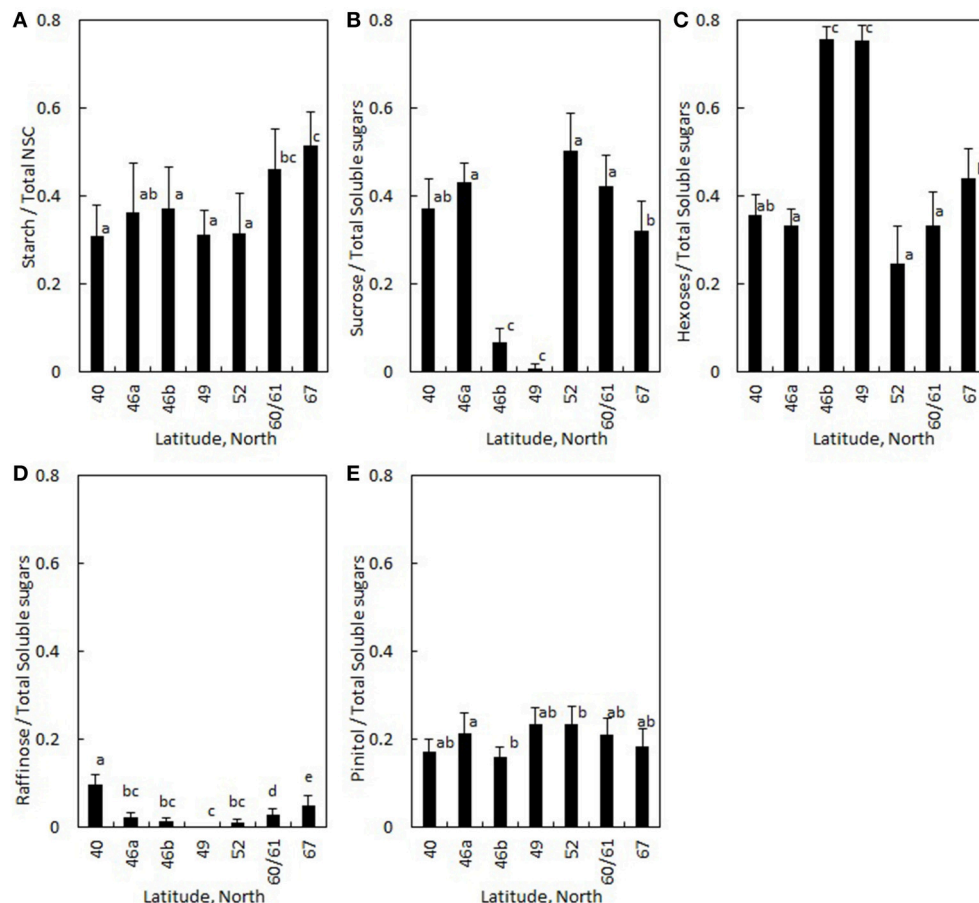 A
Starch / Total NSC
0.8
0.6
0.4
0.2
0
a
ab
a
a
a
bc
c
40
46a
46b
49
52
60/61
67
Latitude, North
B
Sucrose / Total Soluble sugars
0.8
0.6
0.4
0.2
0
ab
a
c
c
a
a
b
40
46a
46b
49
52
60/61
67
Latitude, North
C
Hexoses / Total Soluble sugars
0.8
0.6
0.4
0.2
0
ab
a
c
c
a
a
40
46a
46b
49
52
60/61
67
Latitude, North
D
Raffinose / Total Soluble sugars
0.8
0.6
0.4
0.2
0
a
bc
bc
c
bc
d
e
40
46a
46b
49
52
60/61
67
Latitude, North
E
Pinitol / Total Soluble sugars
0.8
0.6
0.4
0.2
0
ab
a
b
ab
b
ab
ab
40
46a
46b
49
52
60/61
67
Latitude, North